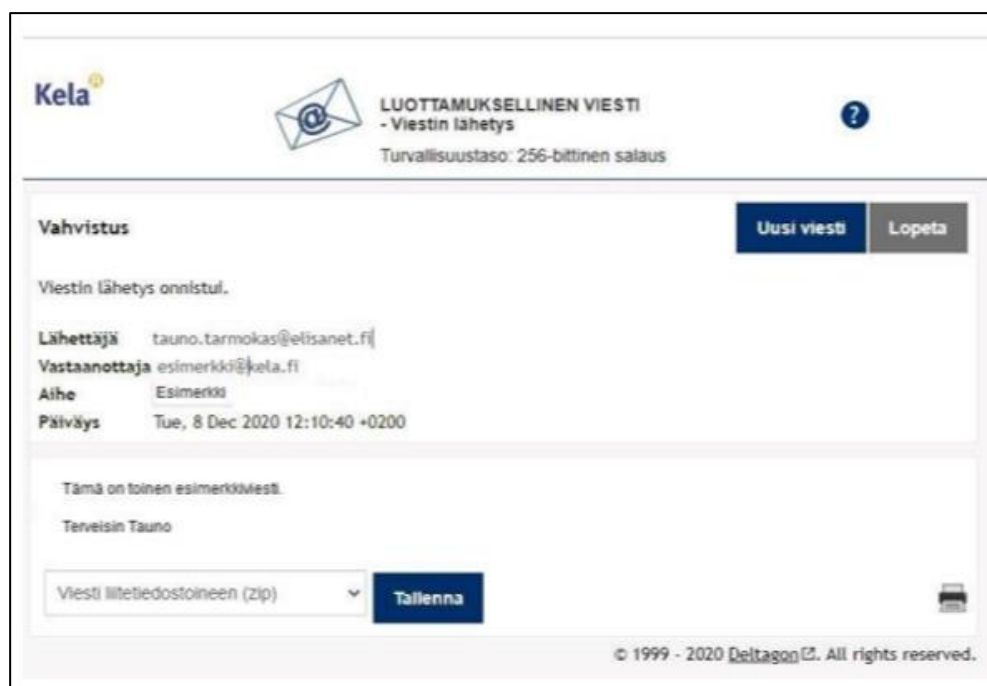 Kela
LUOTTAMUKSELLINEN VIESTI
- Viestin lähetys
?
Turvallisuustaso: 256-bittinen salaus
Vahvistus
Uusi viesti
Lopeta
Viestin lähetys onnistui.
Lähettäjä tauno.tarmokas@elisanet.fi
Vastaanottaja esimerkki@kela.fi
Aihe Esimerkki
Päiväys Tue, 8 Dec 2020 12:10:40 +0200
Tämä on toinen esimerkkiviesti.
Terveisin Tauno
Viesti liitetiedostoineen (zip)
Tallenna
© 1999 - 2020 Deltagon. All rights reserved.